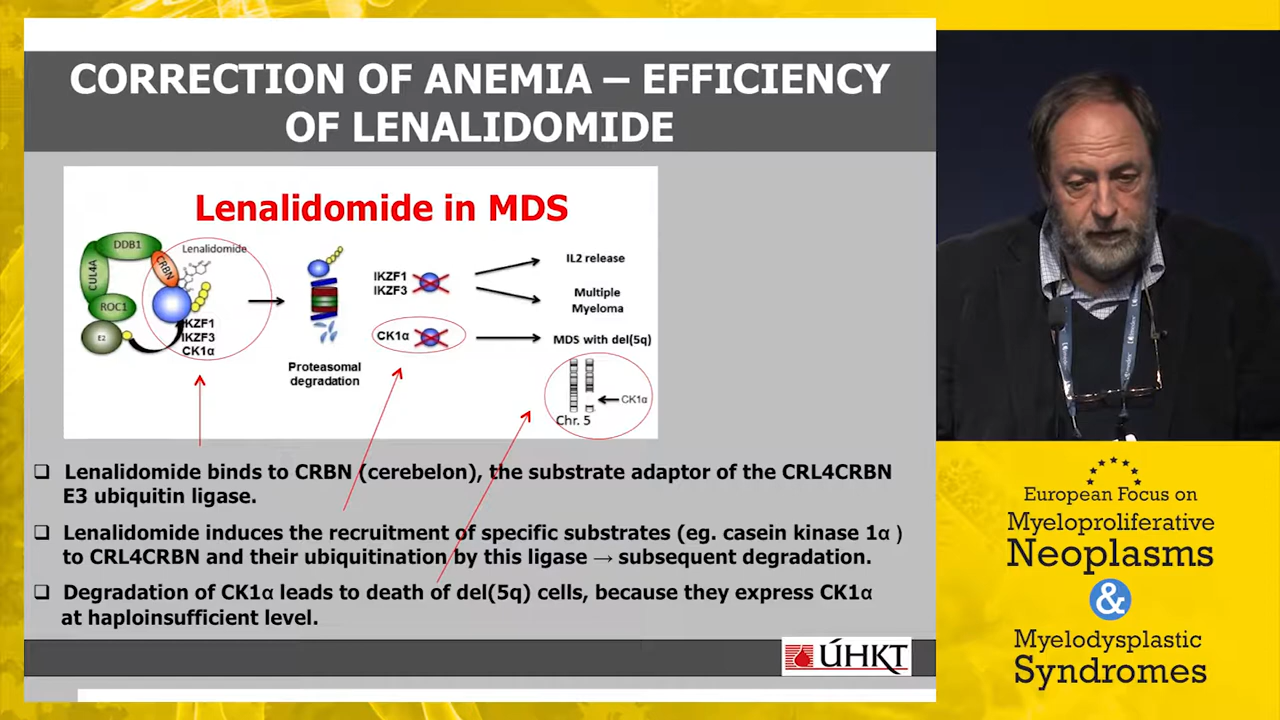 CORRECTION OF ANEMIA – EFFICIENCY
OF LENALIDOMIDE
Lenalidomide in MDS
DDB1
CUL4A
CRBN
ROC1
E2
Lenalidomide
IKZF1
IKZF3
CK1α
Proteasomal
degradation
IKZF1
IKZF3
CK1α
IL2 release
Multiple
Myeloma
MDS with del(5q)
CK1α
Chr. 5
❑ Lenalidomide binds to CRBN (cerebelon), the substrate adaptor of the CRL4CRBN
E3 ubiquitin ligase.
❑ Lenalidomide induces the recruitment of specific substrates (eg. casein kinase 1α )
to CRL4CRBN and their ubiquitination by this ligase → subsequent degradation.
❑ Degradation of CK1α leads to death of del(5q) cells, because they express CK1α
at haploinsufficient level.
ÚHKT
European Focus on
Myeloproliferative
Neoplasms
&
Myelodysplastic
Syndromes